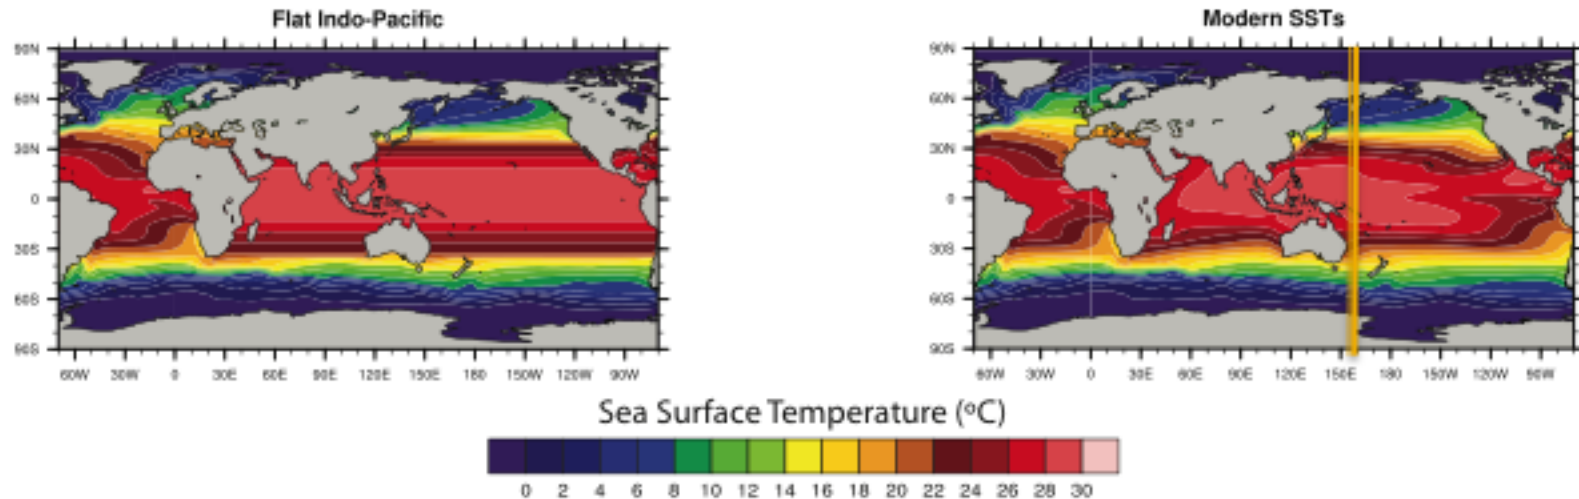 Flat Indo-Pacific
Modern SSTs
90N
60N
30N
0
30S
60S
90S
60W 30W 0 30E 60E 90E 120E 150E 180 150W 120W 90W
90N
60N
30N
0
30S
60S
90S
60W 30W 0 30E 60E 90E 120E 150E 180 150W 120W 90W
Sea Surface Temperature (ºC)
0 2 4 6 8 10 12 14 16 18 20 22 24 26 28 30